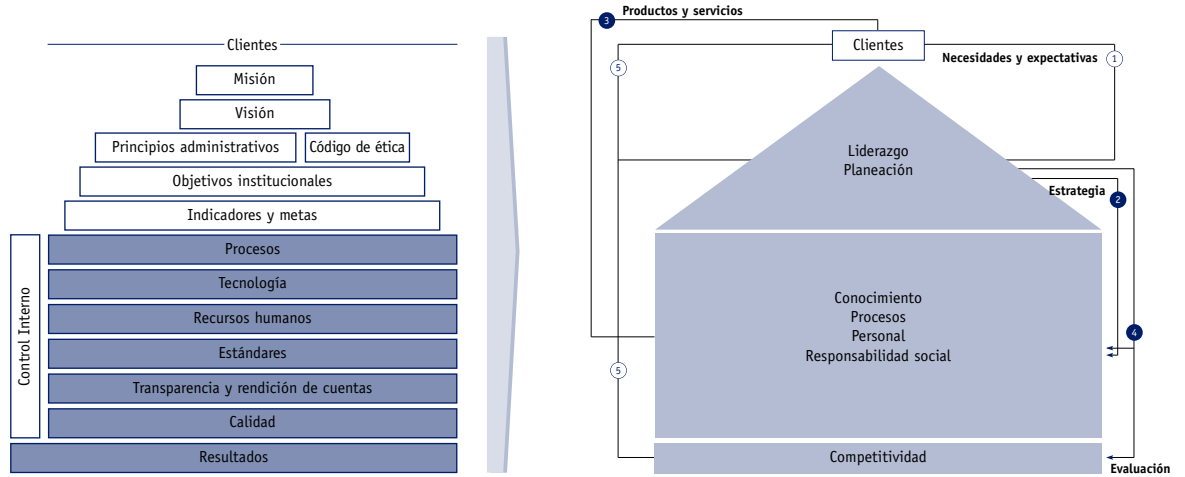 Clientes
Misión
Visión
Principios administrativos
Código de ética
Objetivos institucionales
Indicadores y metas
Control Interno
Procesos
Tecnología
Recursos humanos
Estándares
Transparencia y rendición de cuentas
Calidad
Resultados
Productos y servicios
3
Clientes
Necesidades y expectativas
1
5
Liderazgo
Planeación
Estrategia
2
Conocimiento
Procesos
Personal
Responsabilidad social
4
5
Competitividad
Evaluación